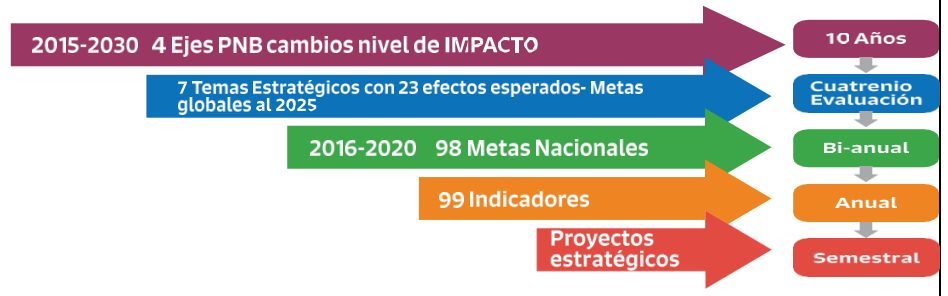 2015-2030 4 Ejes PNB cambios nivel de IMPACTO
10 Años
7 Temas Estratégicos con 23 efectos esperados- Metas
globales al 2025
Cuatrenio
Evaluación
2016-2020 98 Metas Nacionales
Bi-anual
99 Indicadores
Anual
Proyectos
estratégicos
Semestral